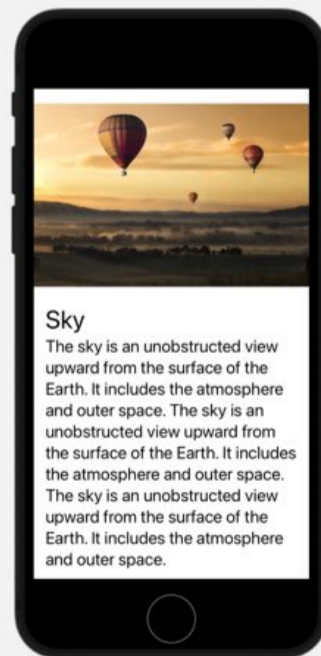 Sky
The sky is an unobstructed view
upward from the surface of the
Earth. It includes the atmosphere
and outer space. The sky is an
unobstructed view upward from
the surface of the Earth. It includes
the atmosphere and outer space.
The sky is an unobstructed view
upward from the surface of the
Earth. It includes the atmosphere
and outer space.